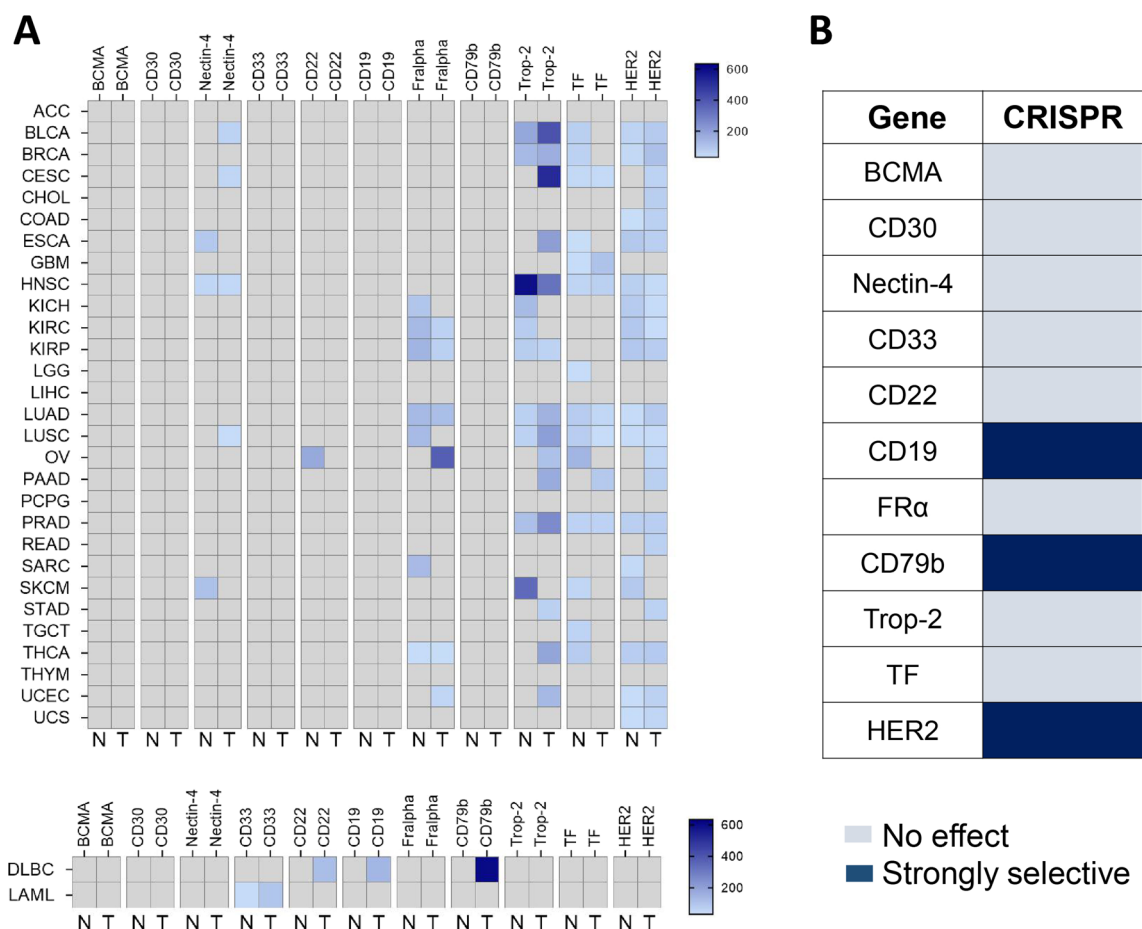 A
BCMA BCMA CD30 CD30 Nectin-4 Nectin-4 CD33 CD33 CD22 CD22 CD19 CD19 Fralpha Fralpha CD79b CD79b Trop-2 Trop-2 TF TF HER2 HER2
600
400
200
ACC
BLCA
BRCA
CESC
CHOL
COAD
ESCA
GBM
HNSC
KICH
KIRC
KIRP
LGG
LIHC
LUAD
LUSC
OV
PAAD
PCPG
PRAD
READ
SARC
SKCM
STAD
TGCT
THCA
THYM
UCEC
UCS
N T N T N T N T N T N T N T N T N T N T N T
BCMA BCMA CD30 CD30 Nectin-4 Nectin-4 CD33 CD33 CD22 CD22 CD19 CD19 Fralpha Fralpha CD79b CD79b Trop-2 Trop-2 TF TF HER2 HER2
600
400
200
DLBC
LAML
N T N T N T N T N T N T N T N T N T N T N T
B
Gene CRISPR
BCMA
CD30
Nectin-4
CD33
CD22
CD19
FRα
CD79b
Trop-2
TF
HER2
No effect
Strongly selective